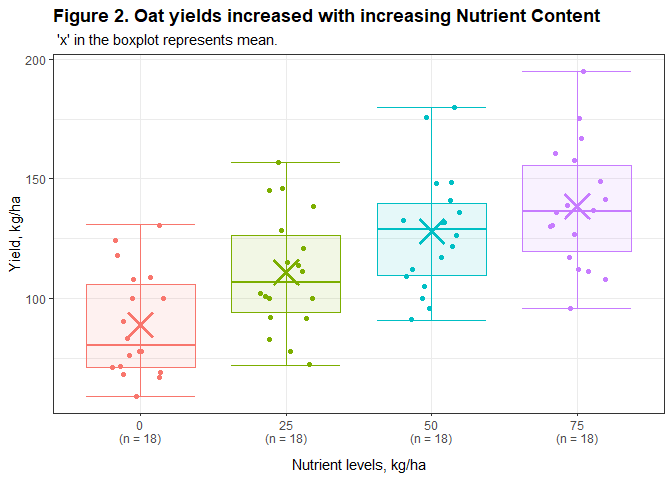 Figure 2. Oat yields increased with increasing Nutrient Content
'x' in the boxplot represents mean.
Yield, kg/ha
200
150
100
0 25 50 75
(n = 18) (n = 18) (n = 18) (n = 18)
Nutrient levels, kg/ha